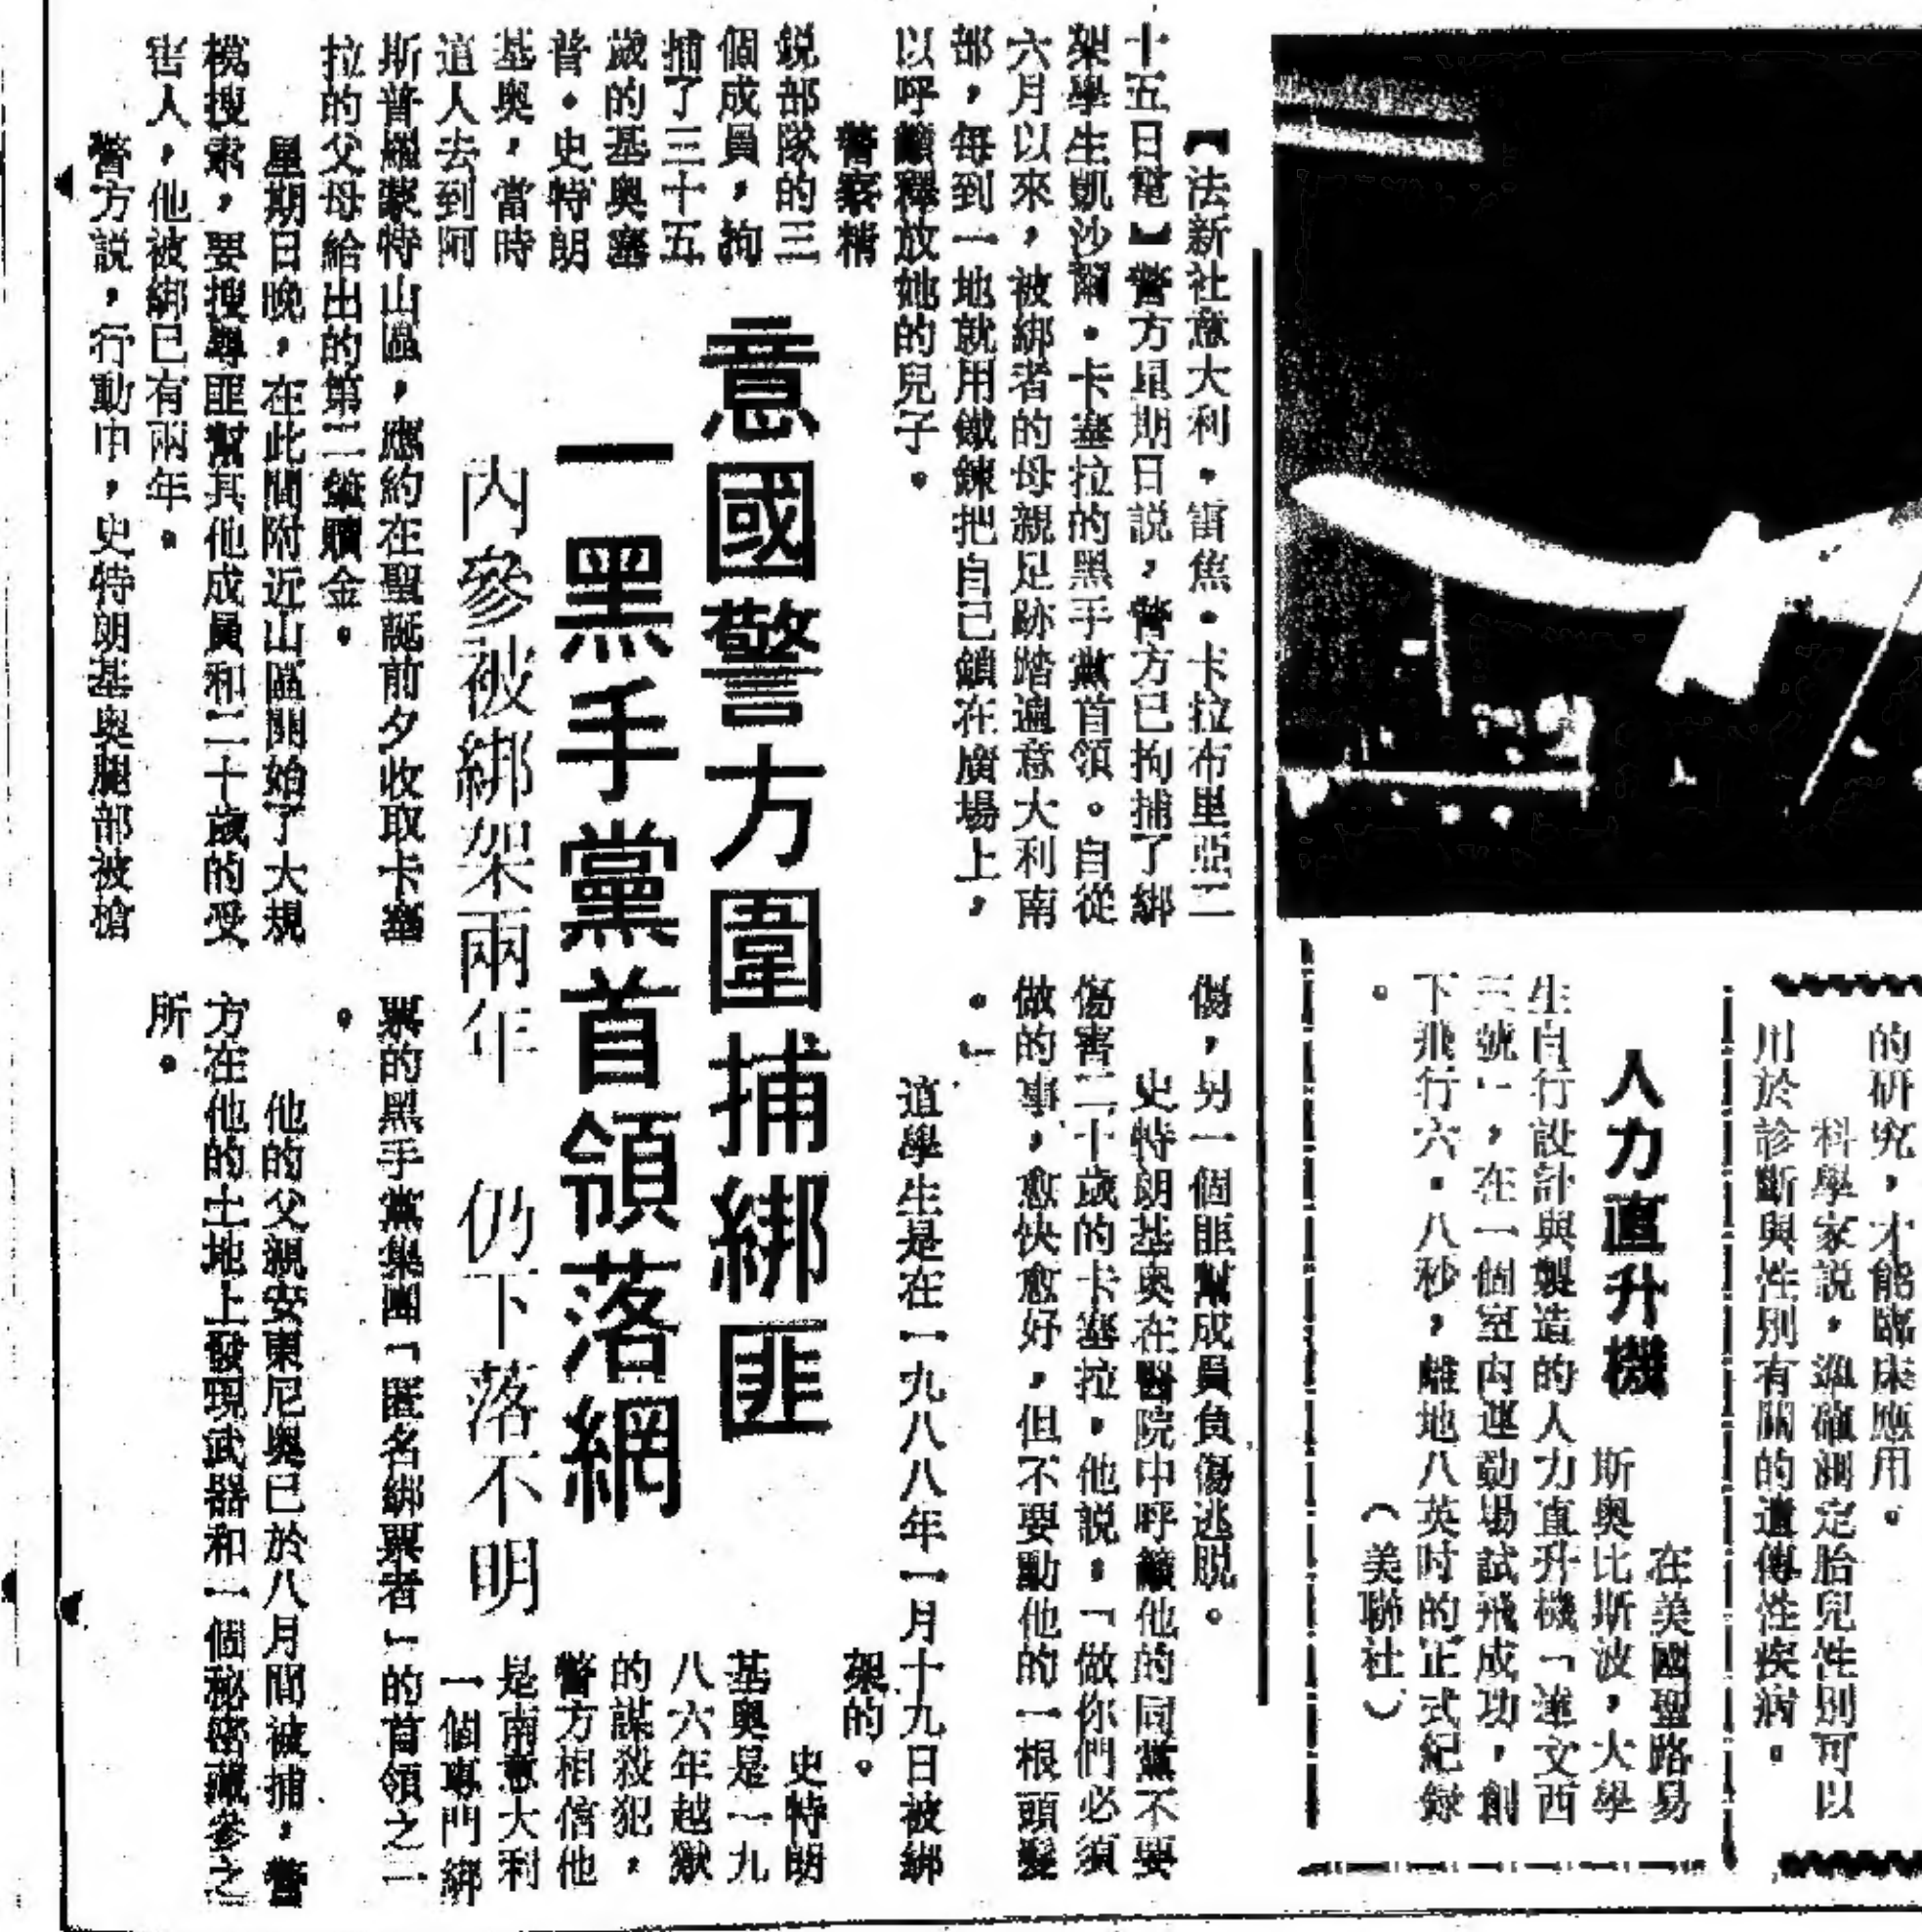 的研究，才能臨床應用。
科學家説，準確測定胎兒性別可以
用於診斷與性別有關的遺傳性疾病。
人力直升機
在美國聖路易
斯奧比斯波，大學
生自行設計與製造的人力直升機「達文西
三號」，在一個室內運動場試飛成功，創
下飛行六．八秒，離地八英吋的正式紀錄
。（美聯社）
意國警方圍捕綁匪
一黑手黨首領落網
內參被綁架兩年　仍下落不明
【法新社意大利・雷焦・卡拉布里亞二
十五日電】警方星期日説，警方已拘捕了綁
架學生凱沙爾・卡塞拉的黑手黨首領。自從
六月以來，被綁者的母親足跡踏遍意大利南
部，每到一地就用鐵鍊把自己鎖在廣場上，
以呼籲釋放她的兒子。
警察精
鋭部隊的三
個成員，拘
捕了三十五
歲的基奧塞
普・史特朗
基奧，當時
這人去到阿
斯普羅蒙特山區，應約在聖誕前夕收取卡塞
拉的父母給出的第二筆贖金。
星期日晚，在此間附近山區開始了大規
模搜索，要搜尋匪幫其他成員和二十歲的受
害人，他被綁已有兩年。
警方説，行動中，史特朗基奧腿部被槍
傷，另一個匪幫成員負傷逃脱。
史特朗基奧在醫院中呼籲他的同黨不要
傷害二十歲的卡塞拉，他説，「做你們必須
做的事，愈快愈好，但不要動他的一根頭髮
。」
這學生是在一九八八年一月十九日被綁
架的。
史特朗
基奧是一九
八六年越獄
的謀殺犯，
警方相信他
是南意大利
一個專門綁
票的黑手黨集團「匿名綁票者」的首領之一
。
他的父親安東尼奧已於八月間被捕，警
方在他的土地上發現武器和一個秘密藏參之
所。